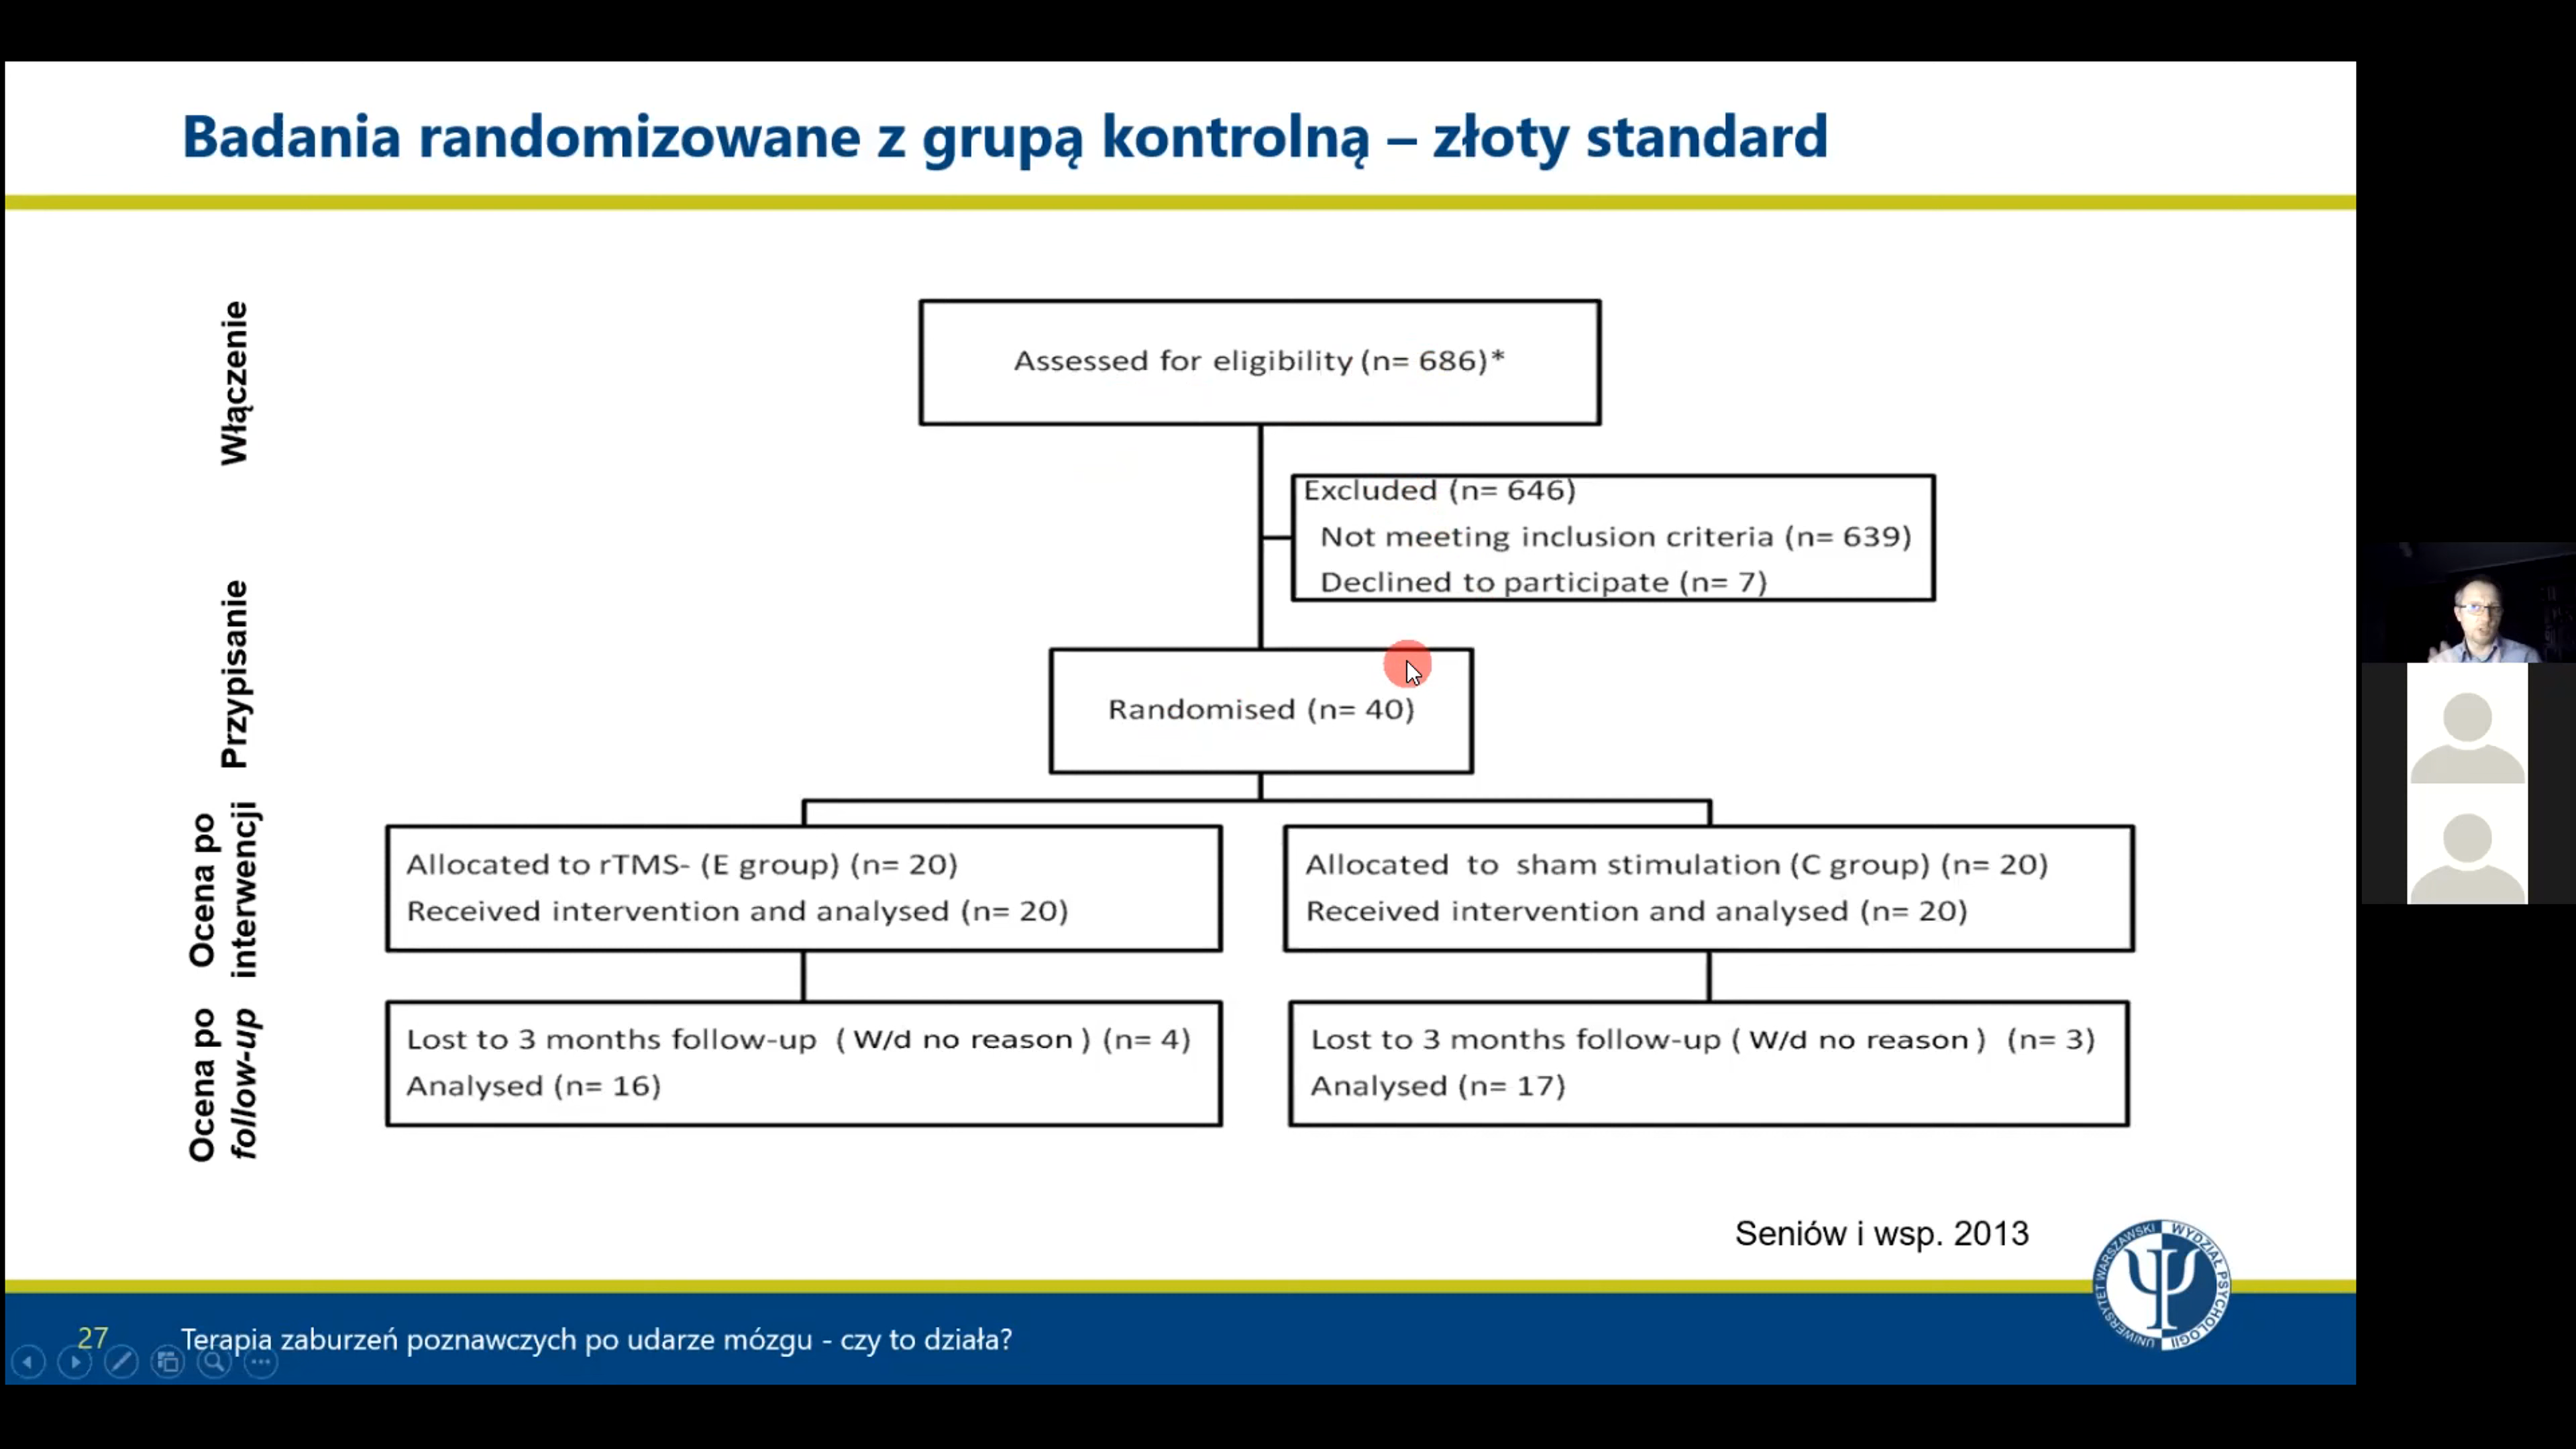 Badania randomizowane z grupą kontrolną – złoty standard
Włączenie
Assessed for eligibility (n= 686)*
Excluded (n= 646)
Not meeting inclusion criteria (n= 639)
Declined to participate (n= 7)
Przypisanie
Randomised (n= 40)
Ocena po
interwencji
Allocated to rTMS- (E group) (n= 20)
Received intervention and analysed (n= 20)
Allocated to sham stimulation (C group) (n= 20)
Received intervention and analysed (n= 20)
Ocena po
follow-up
Lost to 3 months follow-up ( W/d no reason ) (n= 4)
Analysed (n= 16)
Lost to 3 months follow-up ( W/d no reason ) (n= 3)
Analysed (n= 17)
Seniów i wsp. 2013
UNIWERSYTET WARSZAWSKI WYDZIAŁ PSYCHOLOGII
27
Terapia zaburzeń poznawczych po udarze mózgu - czy to działa?